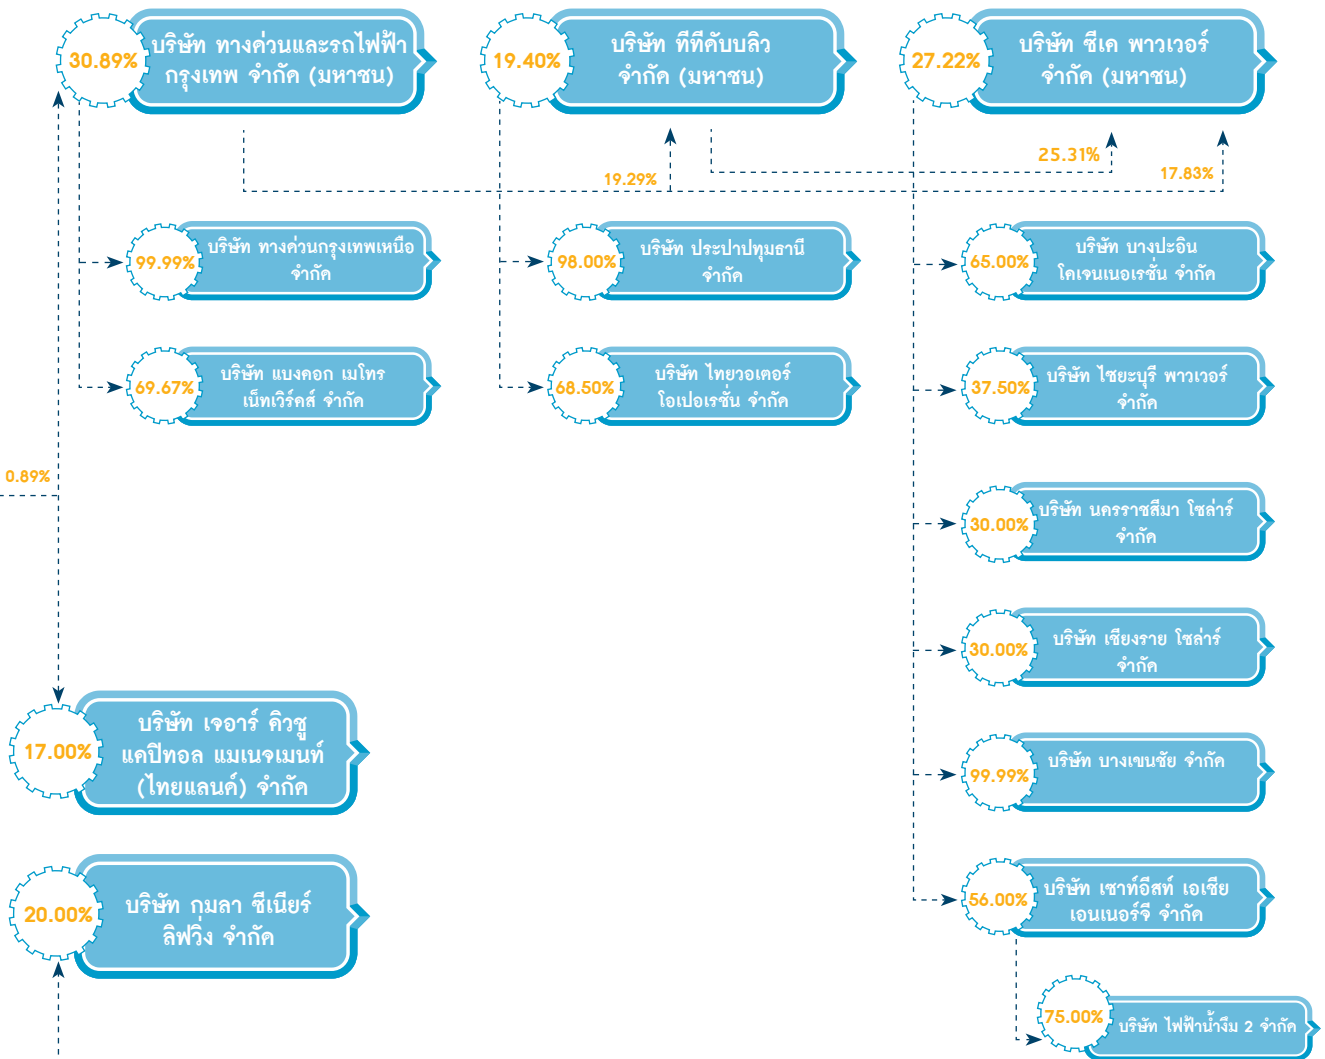 30.89%
บริษัท ทางด่วนและรถไฟฟ้า
กรุงเทพ จำกัด (มหาชน)
19.40%
บริษัท ทีทีดับบลิว
จำกัด (มหาชน)
27.22%
บริษัท ซีเค พาวเวอร์
จำกัด (มหาชน)
25.31%
19.29%
17.83%
99.99%
บริษัท ทางด่วนกรุงเทพเหนือ
จำกัด
98.00%
บริษัท ประปาปทุมธานี
จำกัด
65.00%
บริษัท บางปะอิน
โคเจนเนอเรชั่น จำกัด
69.67%
บริษัท แบงคอก เมโทร
เน็ทเวิร์คส์ จำกัด
68.50%
บริษัท ไทยวอเตอร์
โอเปอเรชั่น จำกัด
37.50%
บริษัท ไซยะบุรี พาวเวอร์
จำกัด
0.89%
30.00%
บริษัท นครราชสีมา โซล่าร์
จำกัด
30.00%
บริษัท เชียงราย โซล่าร์
จำกัด
17.00%
บริษัท เจอาร์ คิวชู
แคปิทอล แมเนจเมนท์
(ไทยแลนด์) จำกัด
99.99%
บริษัท บางเขนชัย จำกัด
20.00%
บริษัท กมลา ซีเนียร์
ลิฟวิ่ง จำกัด
56.00%
บริษัท เซาท์อีสท์ เอเชีย
เอนเนอร์จี จำกัด
75.00%
บริษัท ไฟฟ้าน้ำงึม 2 จำกัด